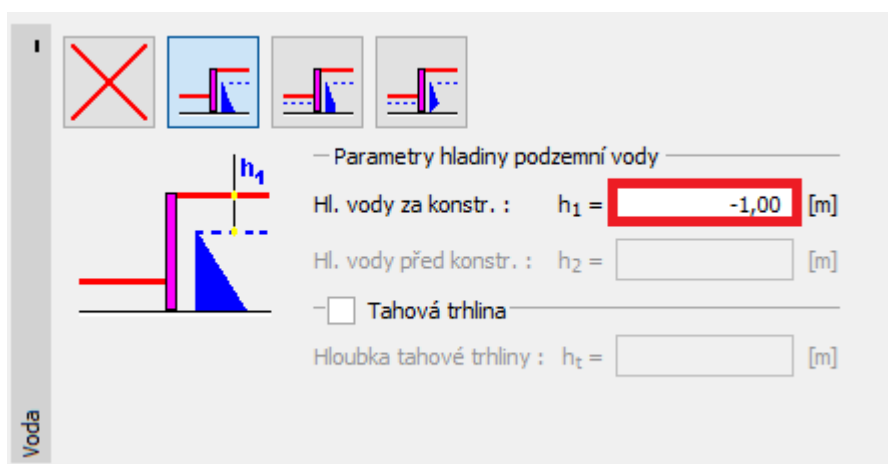 Parametry hladiny podzemní vody
h1
Hl. vody za konstr. : h1 = -1,00 [m]
Hl. vody před konstr. : h2 = [m]
Tahová trhlina
Hloubka tahové trhliny : ht = [m]
Voda